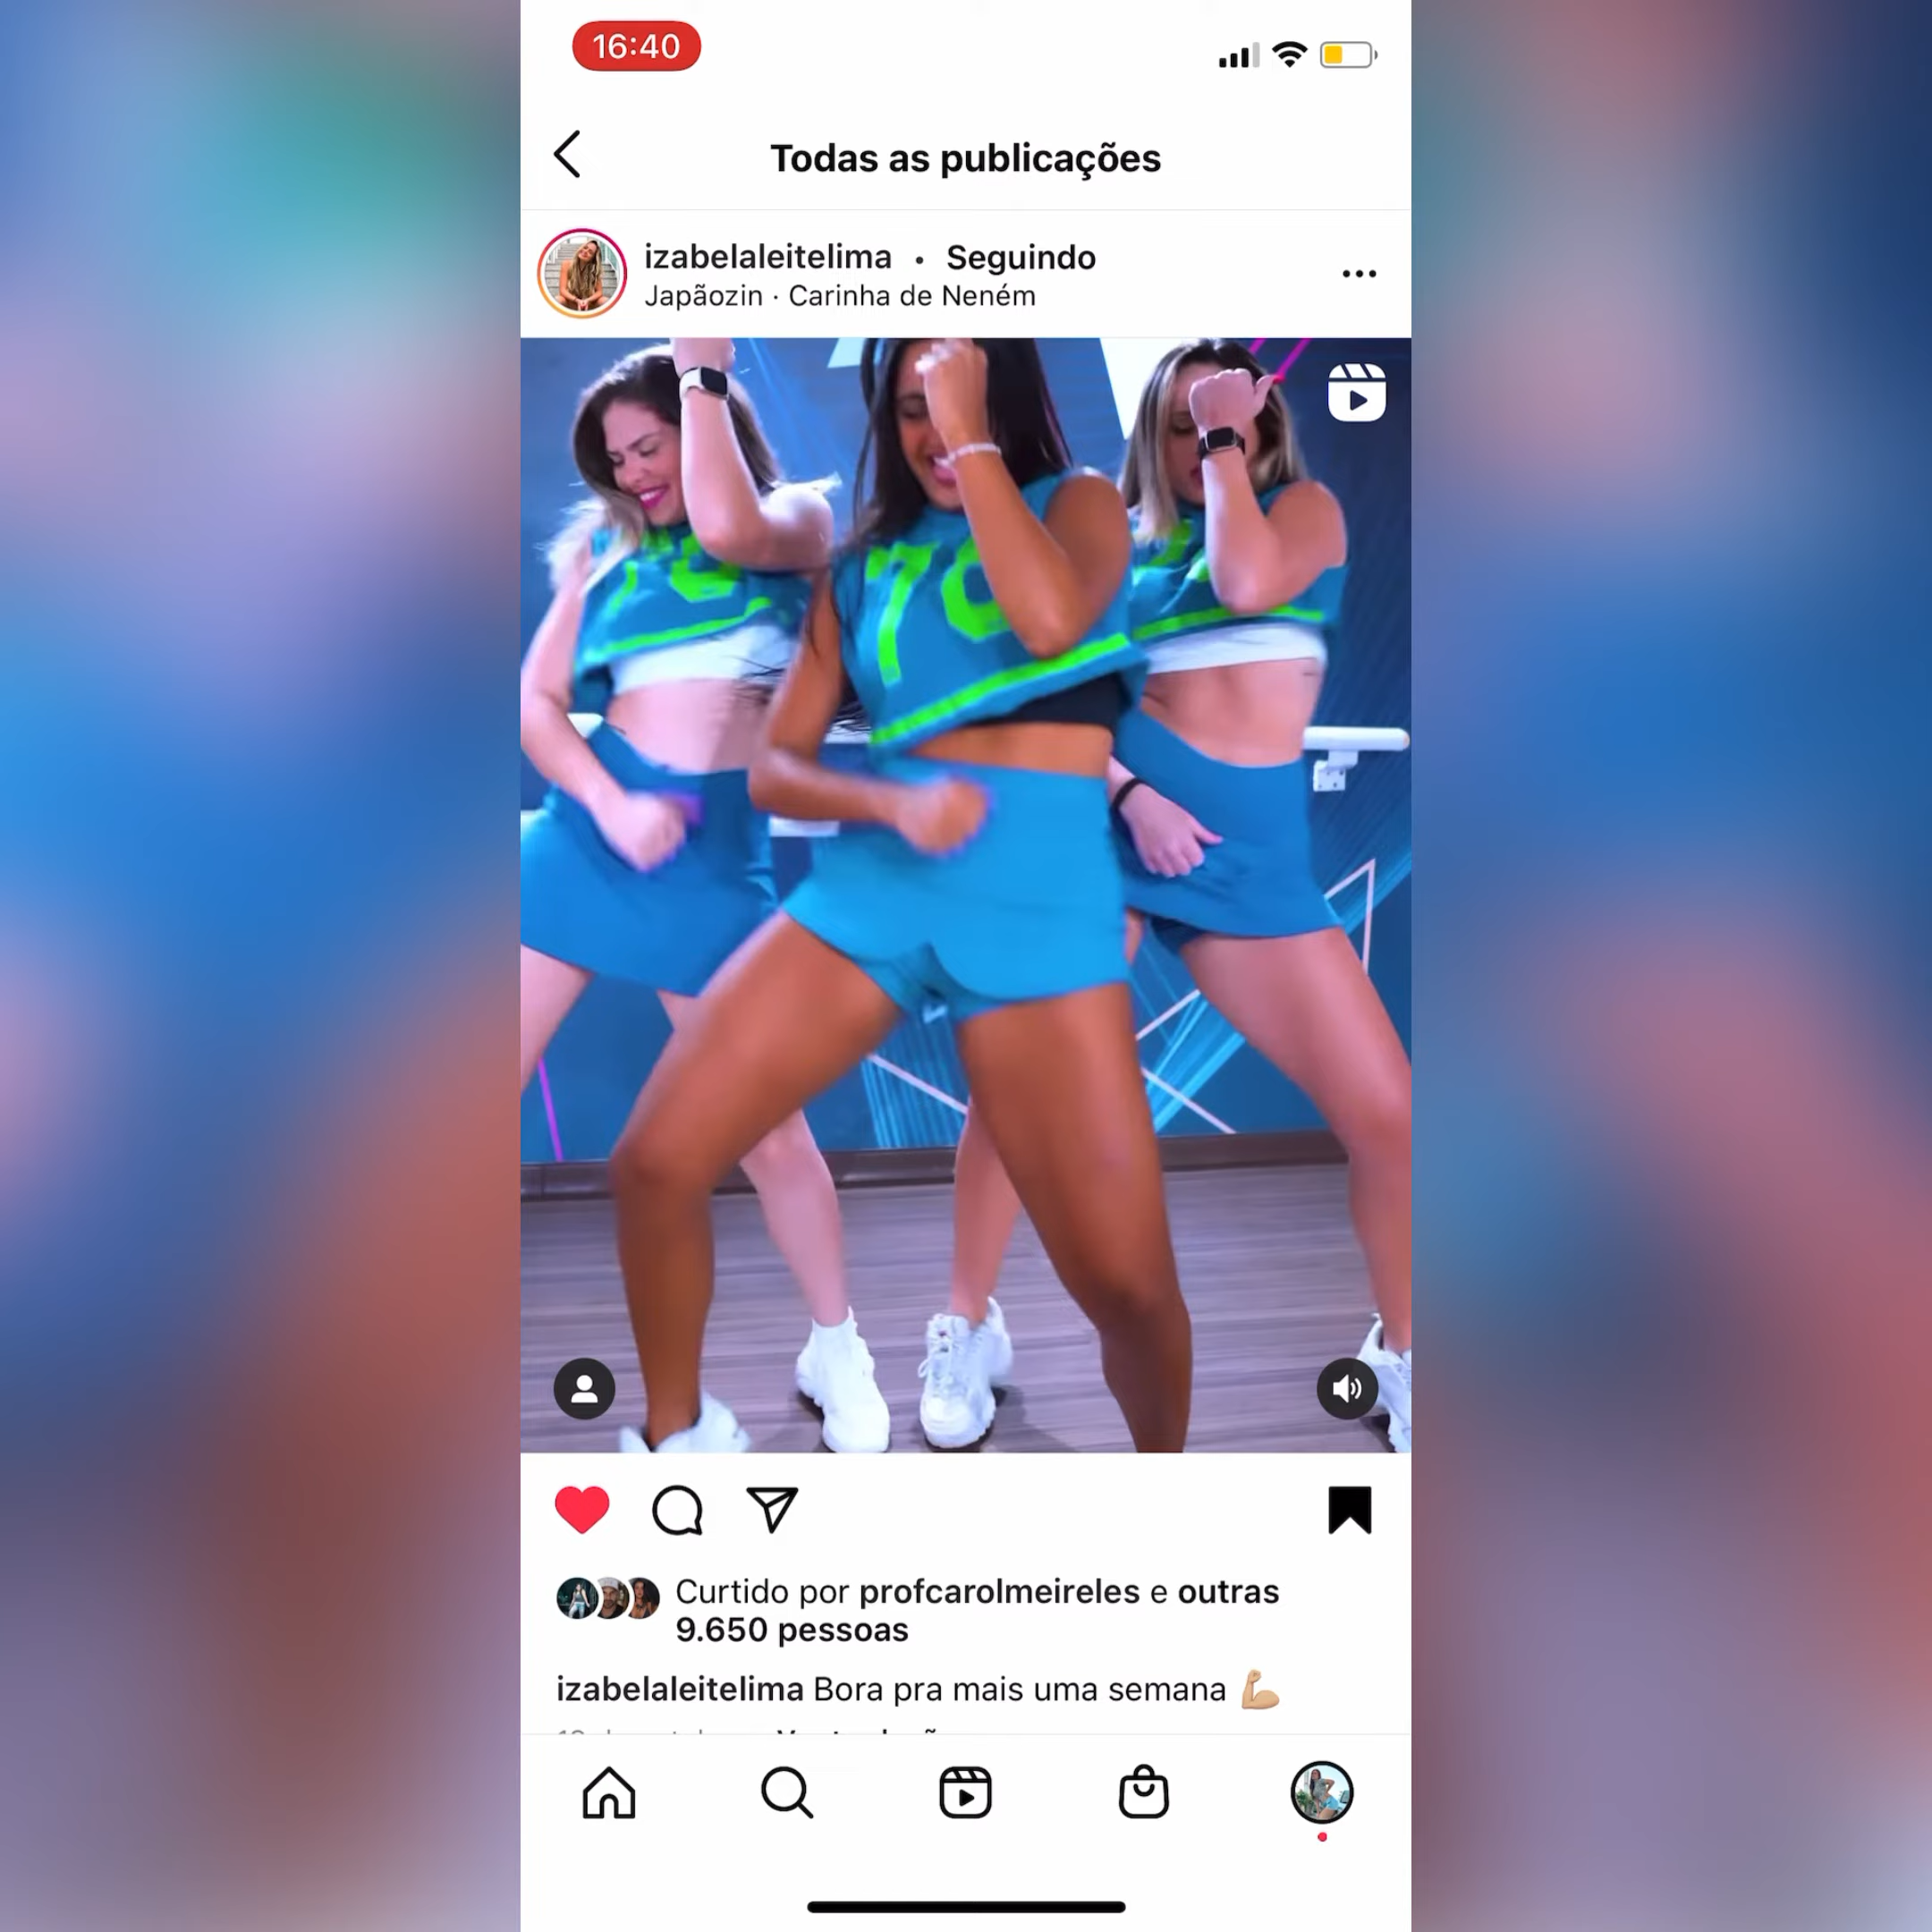 16:40
Todas as publicações
izabelaleitelima • Seguindo
Japãozin · Carinha de Neném
76
Curtido por profcarolmeireles e outras
9.650 pessoas
izabelaleitelima Bora pra mais uma semana 💪🏼